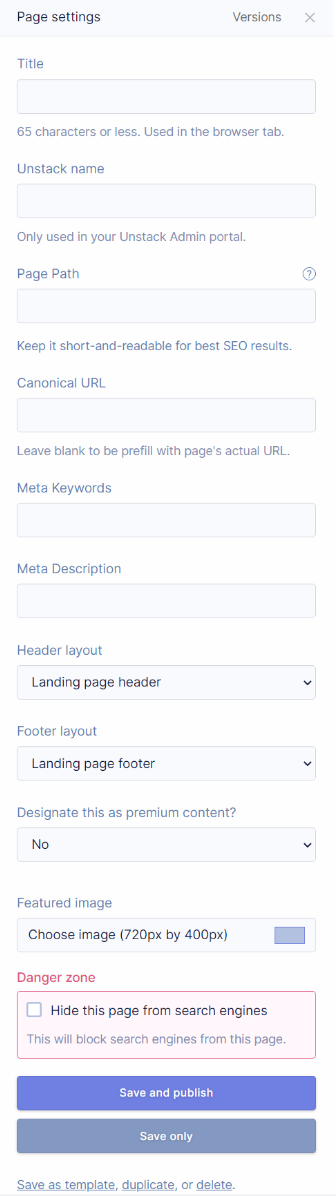 Page settings Versions
Title
65 characters or less. Used in the browser tab.
Unstack name
Only used in your Unstack Admin portal.
Page Path ?
Keep it short-and-readable for best SEO results.
Canonical URL
Leave blank to be prefill with page's actual URL.
Meta Keywords
Meta Description
Header layout
Landing page header
Footer layout
Landing page footer
Designate this as premium content?
No
Featured image
Choose image (720px by 400px)
Danger zone
Hide this page from search engines
This will block search engines from this page.
Save and publish
Save only
Save as template, duplicate, or delete.